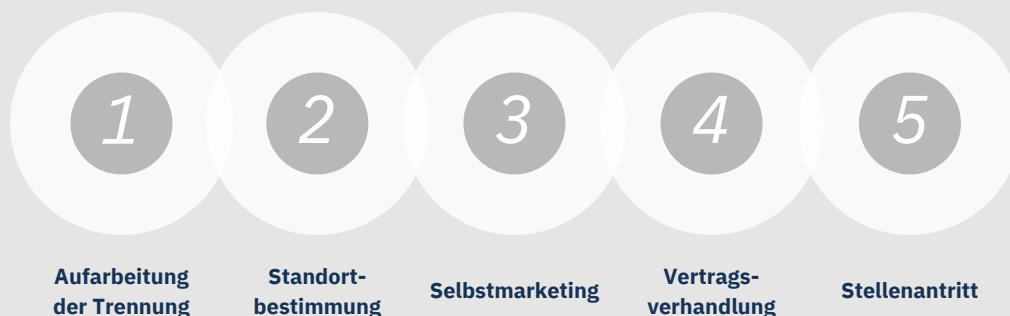 1 2 3 4 5
Aufarbeitung
der Trennung
Standort-
bestimmung
Selbstmarketing
Vertrags-
verhandlung
Stellenantritt